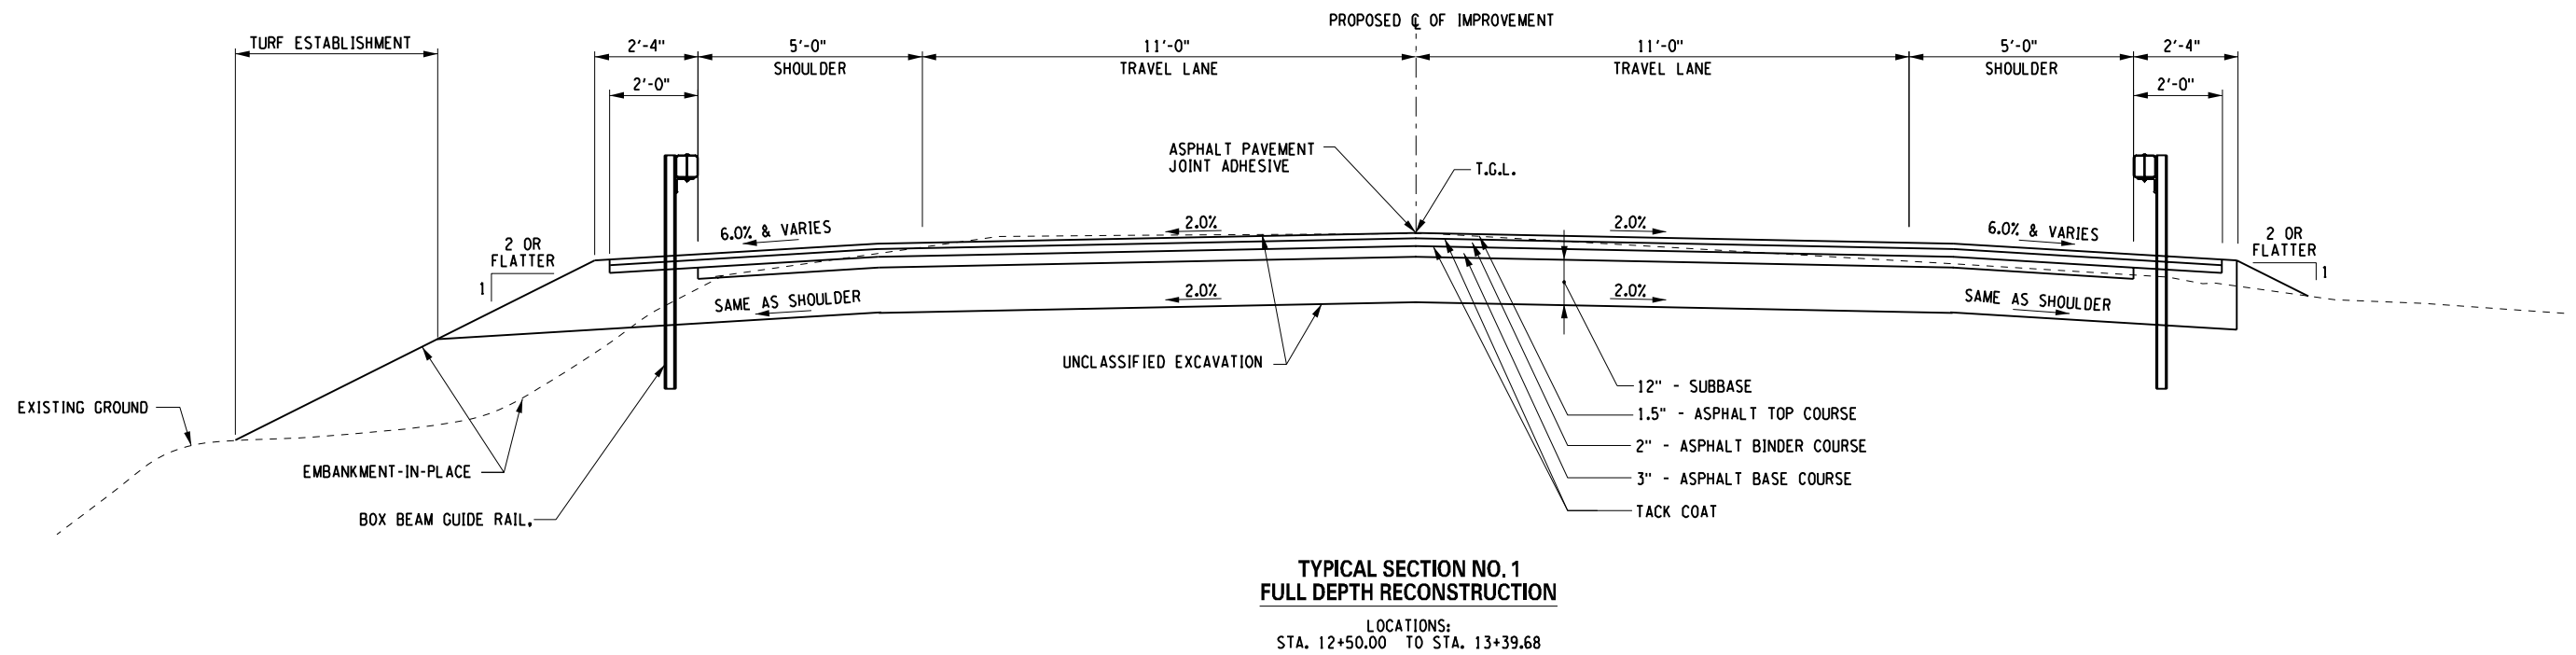 PROPOSED ℄ OF IMPROVEMENT
TURF ESTABLISHMENT
2'-4"
5'-0"
SHOULDER
11'-0"
TRAVEL LANE
11'-0"
TRAVEL LANE
5'-0"
SHOULDER
2'-4"
2'-0"
2'-0"
ASPHALT PAVEMENT
JOINT ADHESIVE
T.G.L.
2 OR
FLATTER
1
6.0% & VARIES
2.0%
2.0%
6.0% & VARIES
2 OR
FLATTER
1
SAME AS SHOULDER
2.0%
2.0%
SAME AS SHOULDER
UNCLASSIFIED EXCAVATION
12" - SUBBASE
1.5" - ASPHALT TOP COURSE
2" - ASPHALT BINDER COURSE
3" - ASPHALT BASE COURSE
TACK COAT
EXISTING GROUND
EMBANKMENT-IN-PLACE
BOX BEAM GUIDE RAIL.
TYPICAL SECTION NO. 1
FULL DEPTH RECONSTRUCTION
LOCATIONS:
STA. 12+50.00 TO STA. 13+39.68